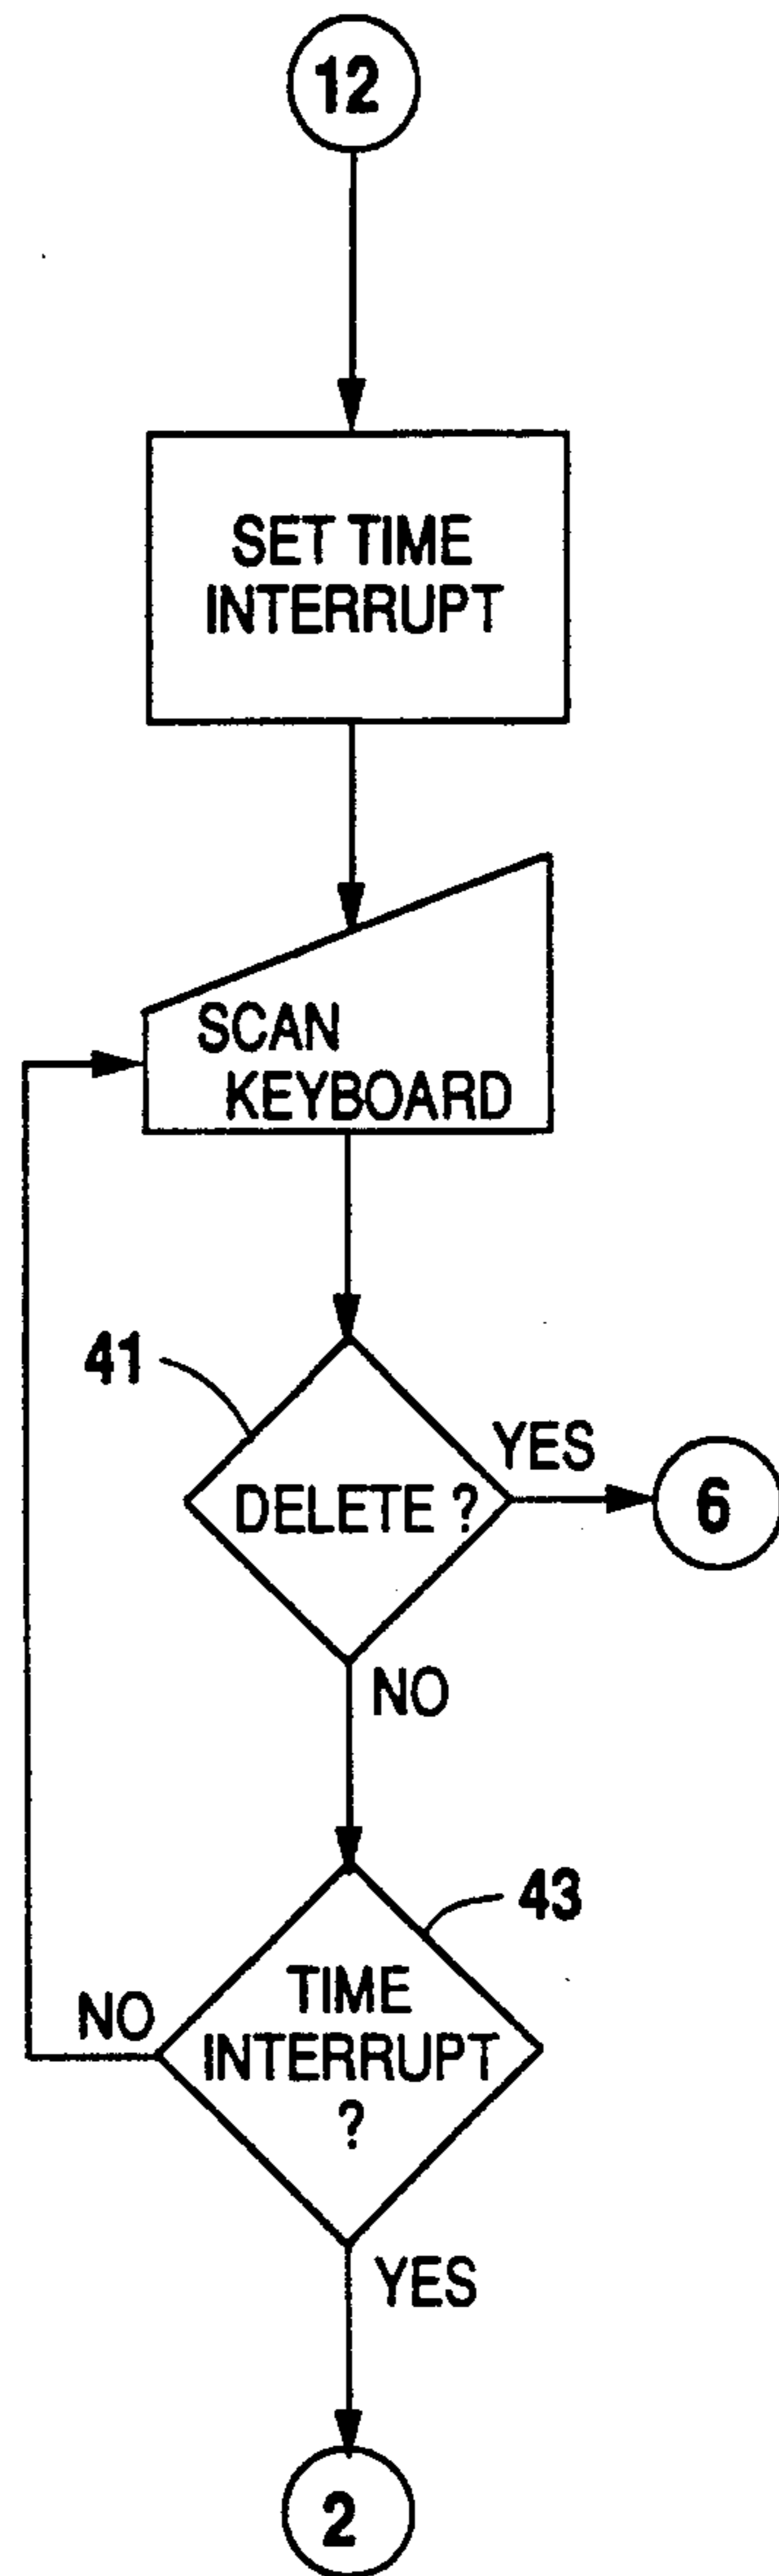 12
SET TIME
INTERRUPT
SCAN
KEYBOARD
41
YES
DELETE ?
6
NO
43
TIME
NO
INTERRUPT
?
YES
2